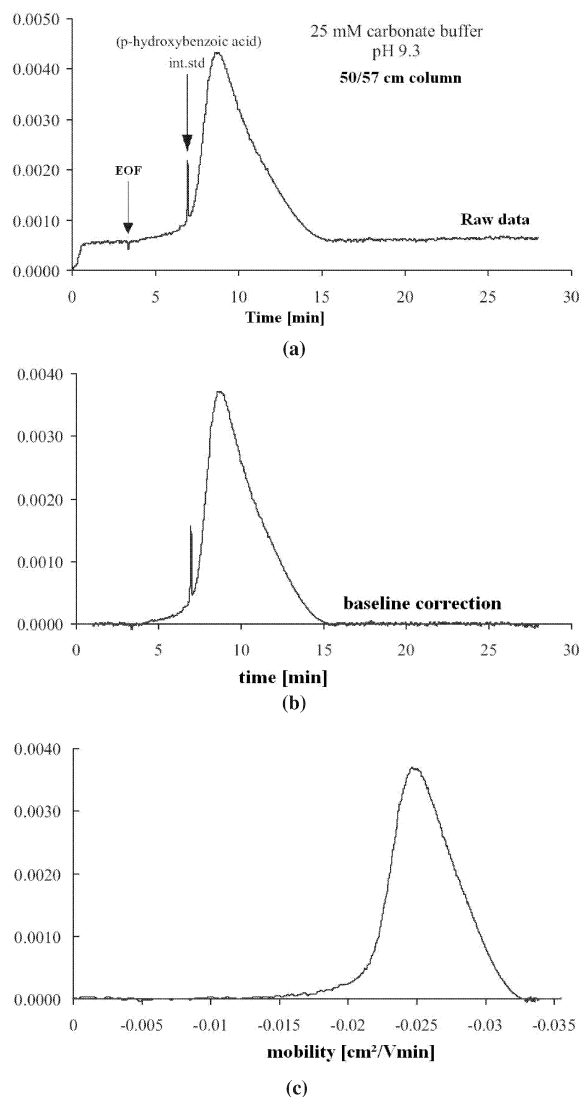 0.0050
(p-hydroxybenzoic acid)
25 mM carbonate buffer
pH 9.3
int.std
50/57 cm column
0.0040
0.0030
0.0020
EOF
0.0010
Raw data
0.0000
0 5 10 15 20 25 30
Time [min]
(a)
0.0040
0.0030
0.0020
0.0010
baseline correction
0.0000
0 5 10 15 20 25 30
time [min]
(b)
0.0040
0.0030
0.0020
0.0010
0.0000
0 -0.005 -0.01 -0.015 -0.02 -0.025 -0.03 -0.035
mobility [cm²/Vmin]
(c)